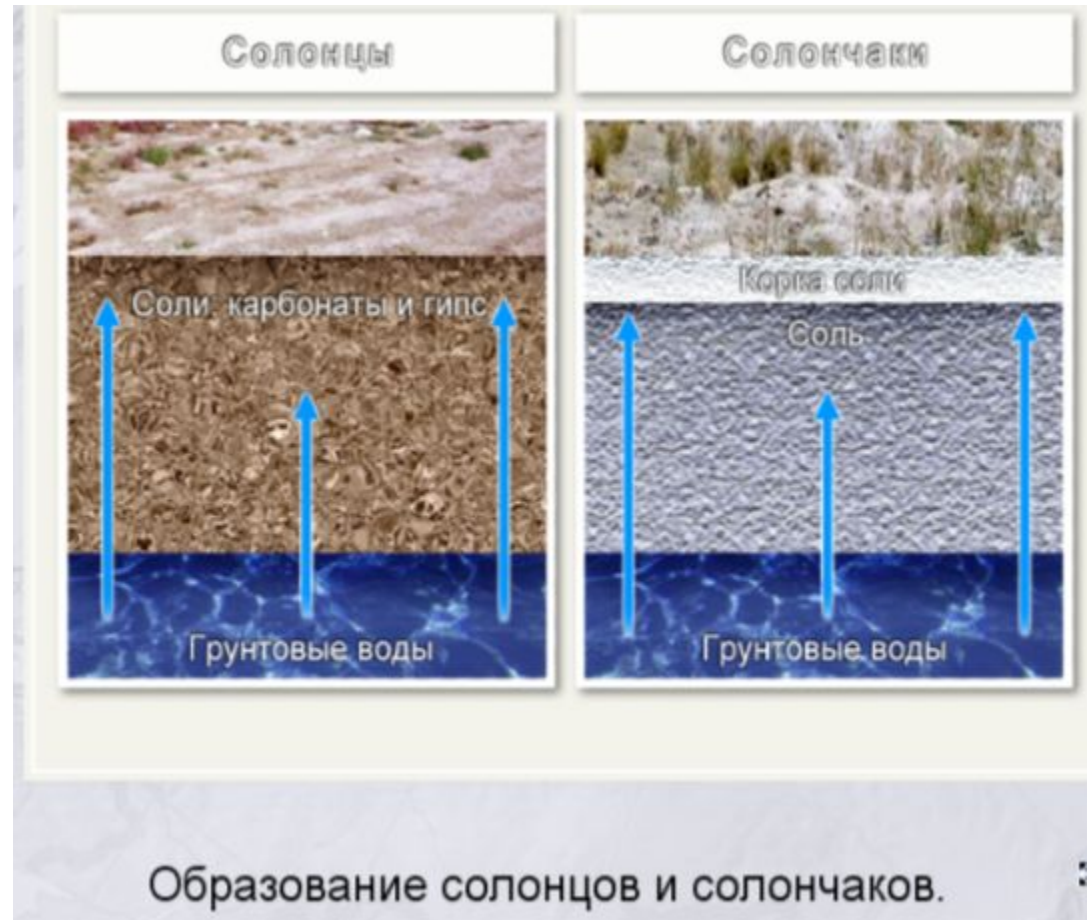 Солонцы
Солончаки
Соли, карбонаты и гипс
Грунтовые воды
Корка соли
Соль
Грунтовые воды
Образование солонцов и солончаков.